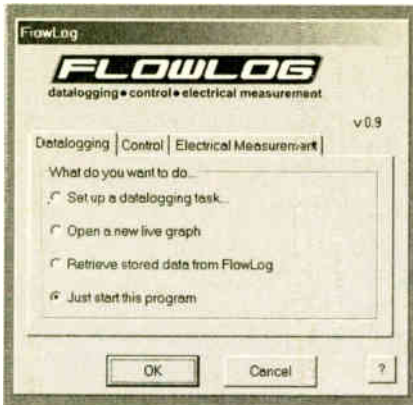 FlowLog
FLOWLOG
datalogging • control • electrical measurement
v 0.9
Datalogging Control Electrical Measurement
What do you want to do...
Set up a datalogging task...
Open a new live graph
Retrieve stored data from FlowLog
Just start this program
OK Cancel ?